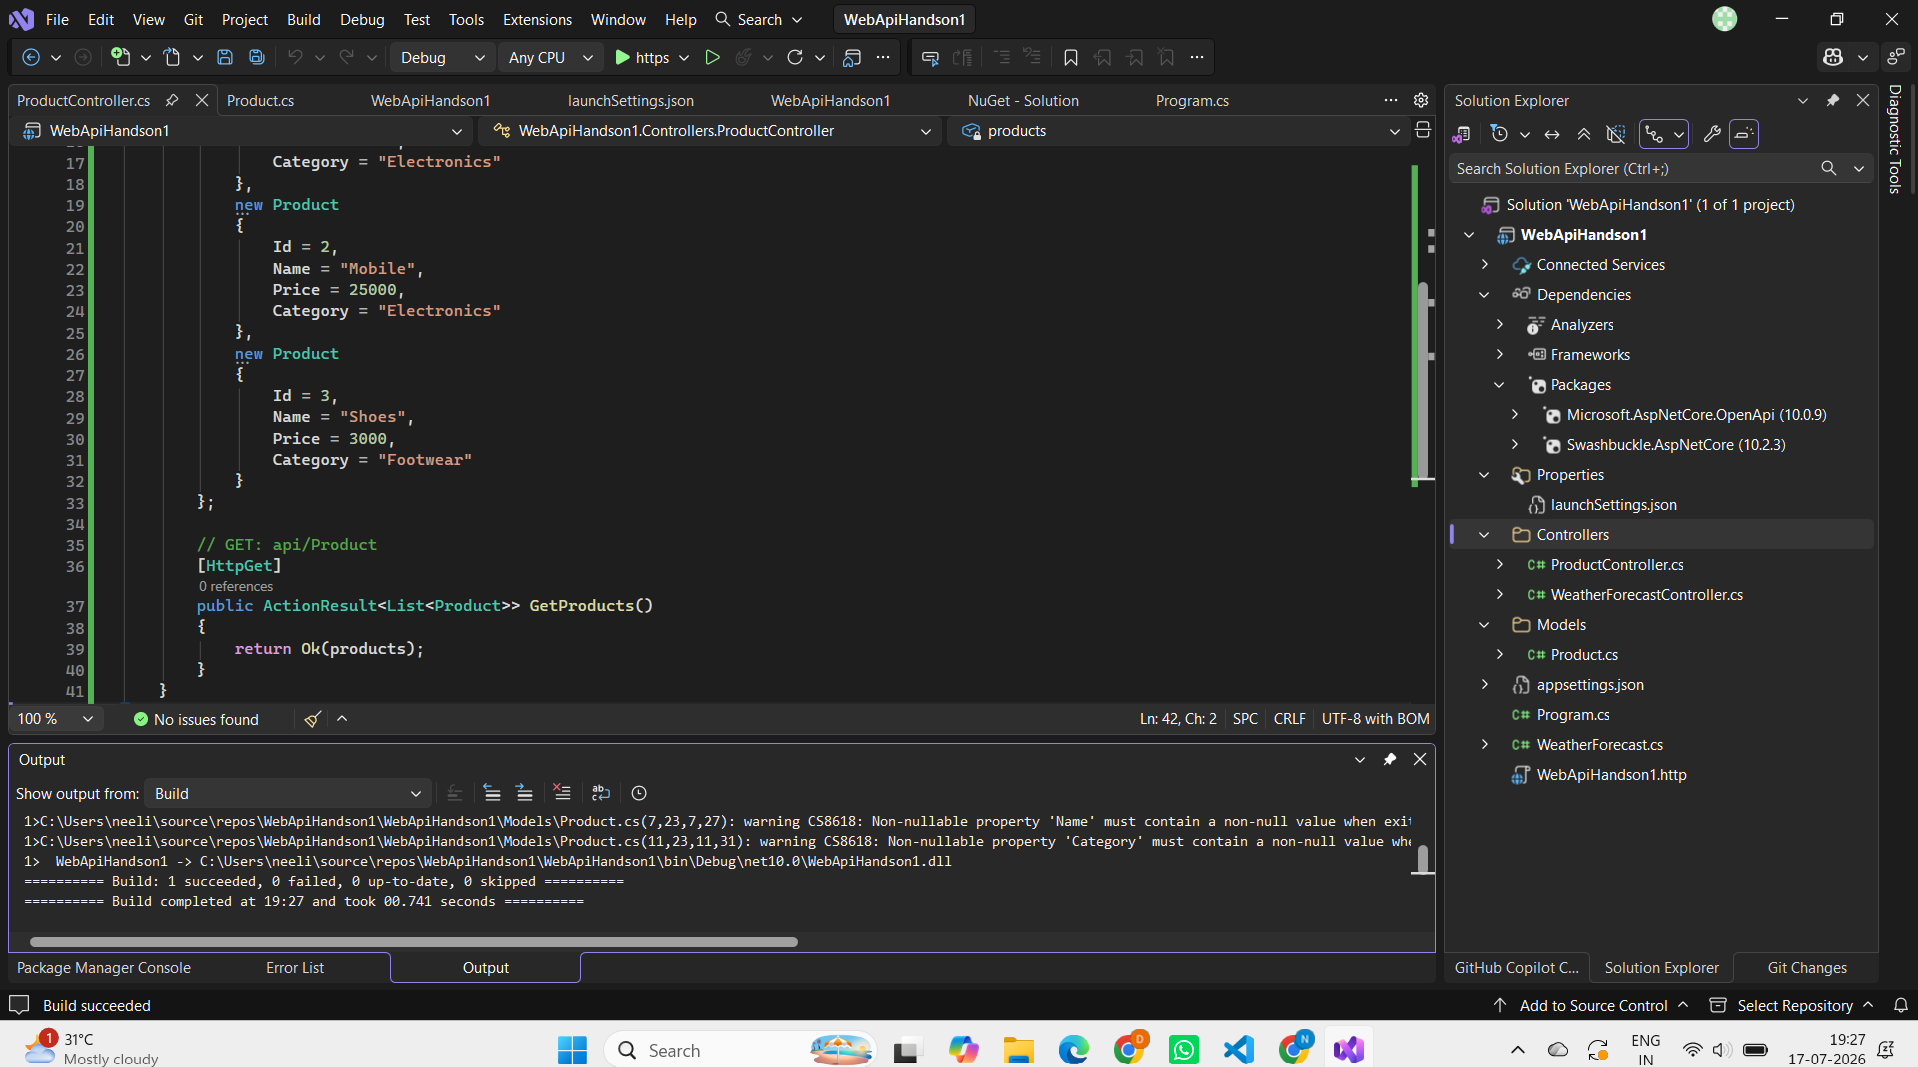 File Edit View Git Project Build Debug Test Tools Extensions Window Help Search WebApiHandson1
Debug Any CPU https
ProductController.cs Product.cs WebApiHandson1 launchSettings.json WebApiHandson1 NuGet - Solution Program.cs
WebApiHandson1 WebApiHandson1.Controllers.ProductController products
17 Category = "Electronics"
18 },
19 new Product
20 {
21 Id = 2,
22 Name = "Mobile",
23 Price = 25000,
24 Category = "Electronics"
25 },
26 new Product
27 {
28 Id = 3,
29 Name = "Shoes",
30 Price = 3000,
31 Category = "Footwear"
32 }
33 };
34
35 // GET: api/Product
36 [HttpGet]
0 references
37 public ActionResult<List<Product>> GetProducts()
38 {
39 return Ok(products);
40 }
41 }
100 % No issues found Ln: 42, Ch: 2 SPC CRLF UTF-8 with BOM
Output
Show output from: Build
1>C:\Users\neeli\source\repos\WebApiHandson1\WebApiHandson1\Models\Product.cs(7,23,7,27): warning CS8618: Non-nullable property 'Name' must contain a non-null value when exit
1>C:\Users\neeli\source\repos\WebApiHandson1\WebApiHandson1\Models\Product.cs(11,23,11,31): warning CS8618: Non-nullable property 'Category' must contain a non-null value whe
1> WebApiHandson1 -> C:\Users\neeli\source\repos\WebApiHandson1\WebApiHandson1\bin\Debug\net10.0\WebApiHandson1.dll
========== Build: 1 succeeded, 0 failed, 0 up-to-date, 0 skipped ==========
========== Build completed at 19:27 and took 00.741 seconds ==========
Package Manager Console Error List Output
Solution Explorer
Search Solution Explorer (Ctrl+;)
Solution 'WebApiHandson1' (1 of 1 project)
WebApiHandson1
Connected Services
Dependencies
Analyzers
Frameworks
Packages
Microsoft.AspNetCore.OpenApi (10.0.9)
Swashbuckle.AspNetCore (10.2.3)
Properties
launchSettings.json
Controllers
C# ProductController.cs
C# WeatherForecastController.cs
Models
C# Product.cs
appsettings.json
C# Program.cs
C# WeatherForecast.cs
WebApiHandson1.http
GitHub Copilot C... Solution Explorer Git Changes
Diagnostic Tools
Build succeeded Add to Source Control Select Repository
1 31°C
Mostly cloudy
Search
D
N
ENG
IN
19:27
17-07-2026